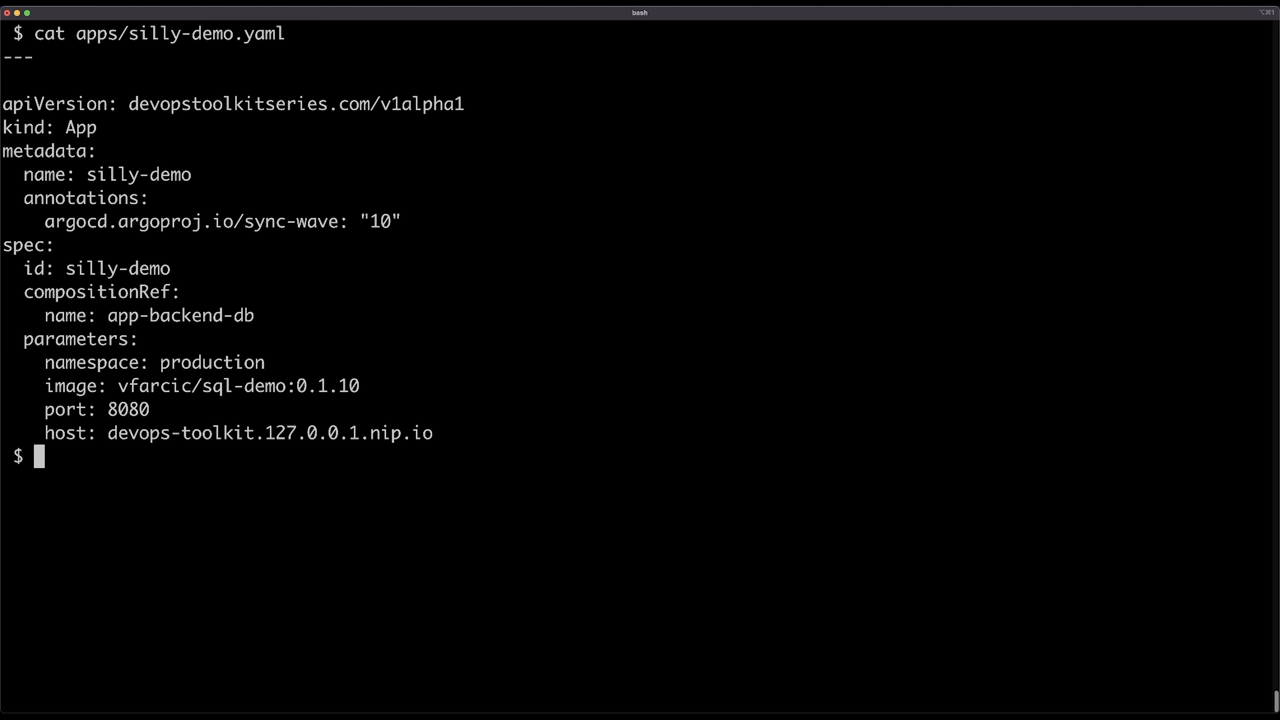 bash
⌥⌘1
$ cat apps/silly-demo.yaml
---
apiVersion: devopstoolkitseries.com/v1alpha1
kind: App
metadata:
  name: silly-demo
  annotations:
    argocd.argoproj.io/sync-wave: "10"
spec:
  id: silly-demo
  compositionRef:
    name: app-backend-db
  parameters:
    namespace: production
    image: vfarcic/sql-demo:0.1.10
    port: 8080
    host: devops-toolkit.127.0.0.1.nip.io
$